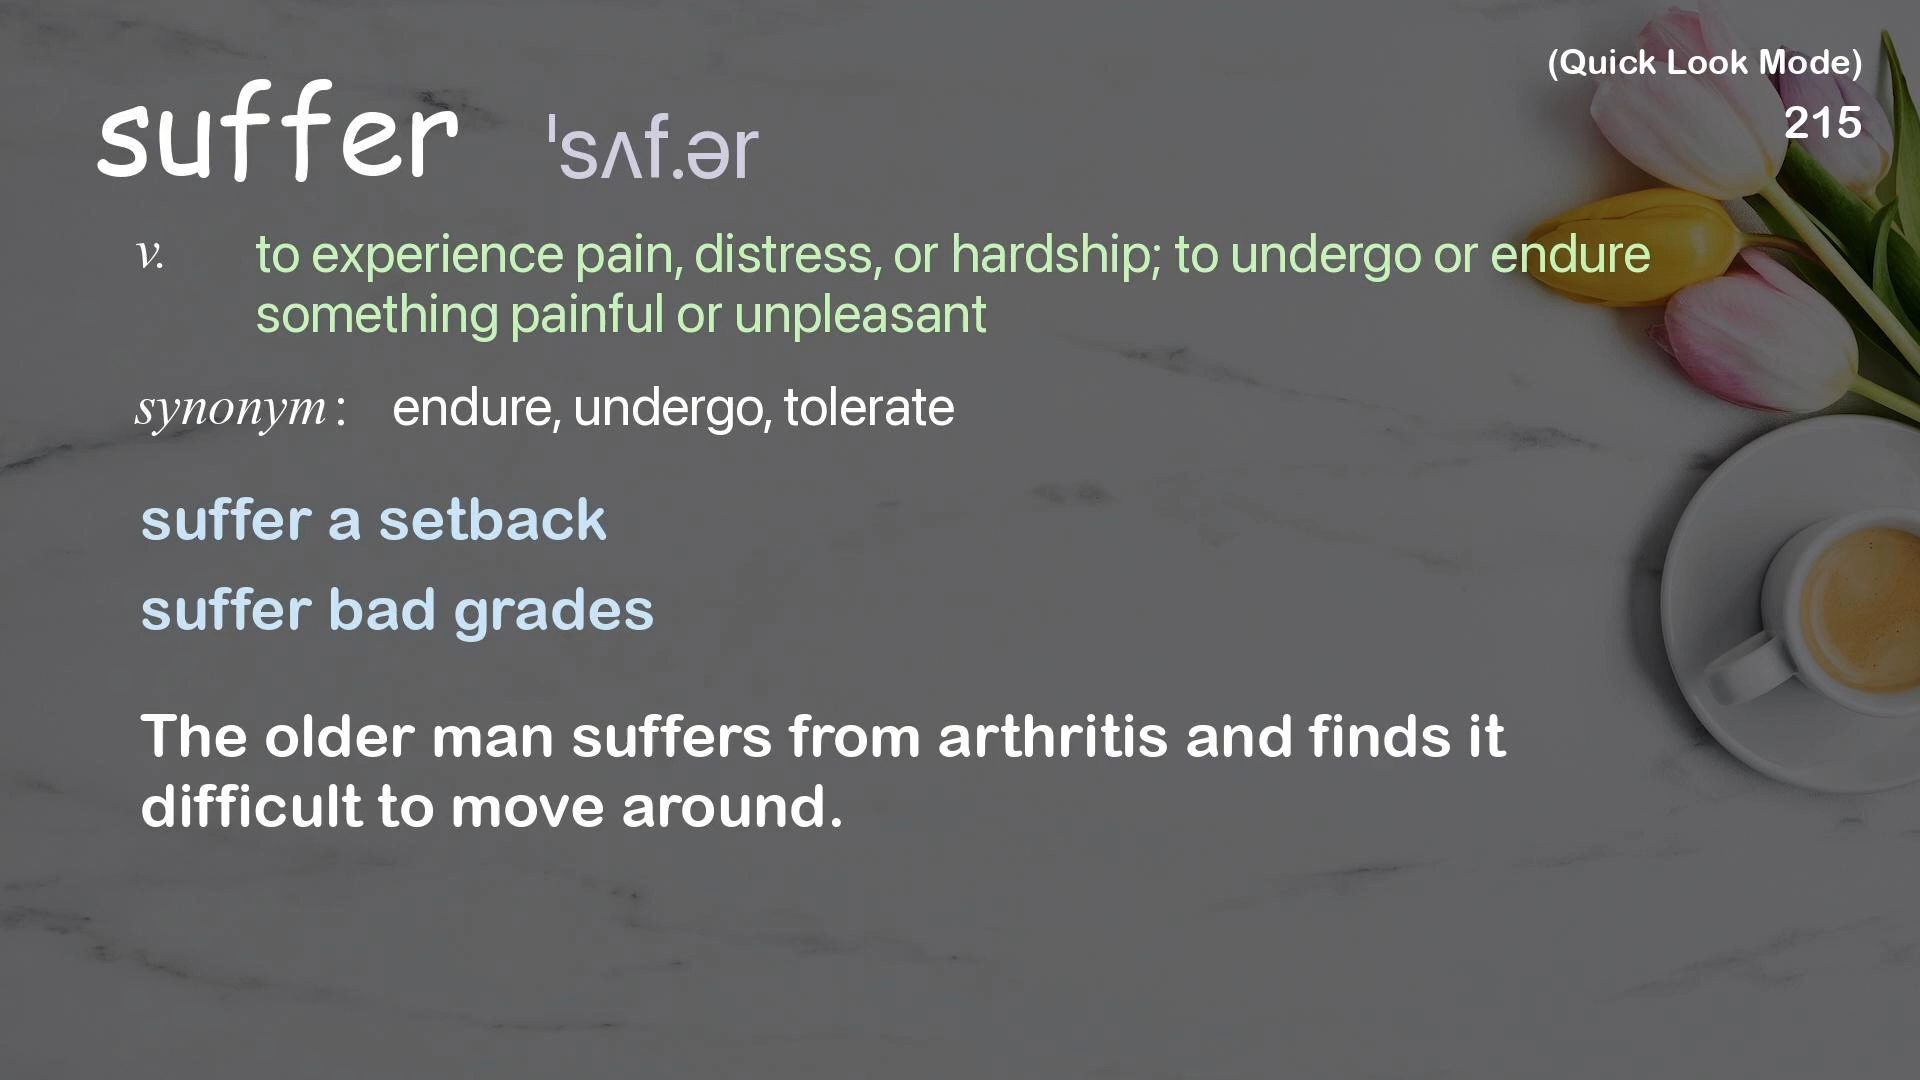 (Quick Look Mode)
215
suffer ˈsʌf.ər
v. to experience pain, distress, or hardship; to undergo or endure
something painful or unpleasant
synonym: endure, undergo, tolerate
suffer a setback
suffer bad grades
The older man suffers from arthritis and finds it
difficult to move around.